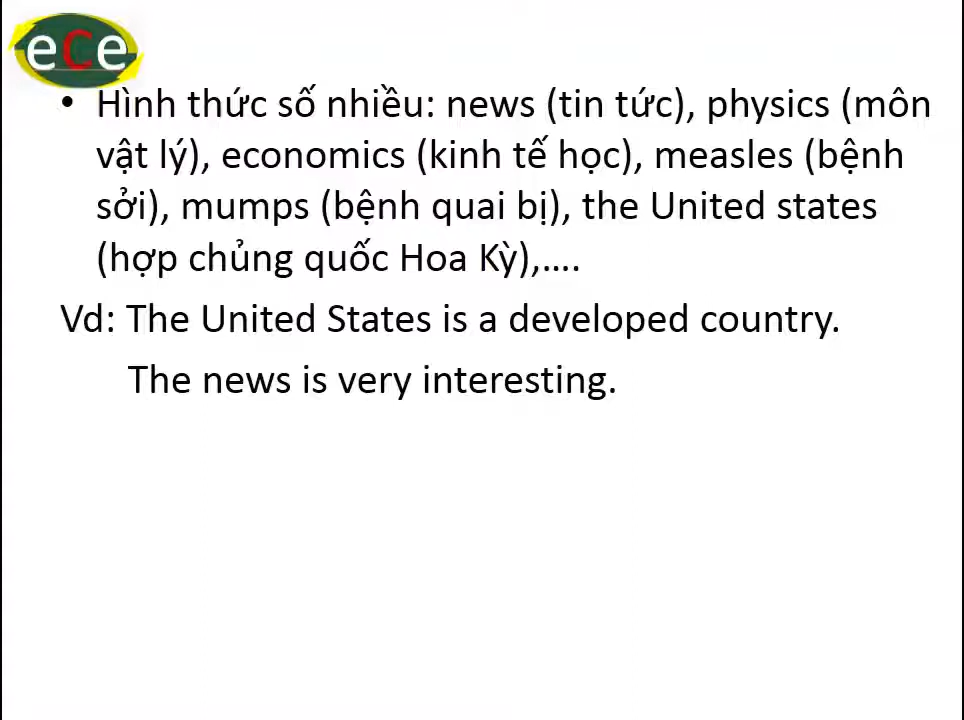 ece
• Hình thức số nhiều: news (tin tức), physics (môn
vật lý), economics (kinh tế học), measles (bệnh
sởi), mumps (bệnh quai bị), the United states
(hợp chủng quốc Hoa Kỳ),….
Vd: The United States is a developed country.
The news is very interesting.